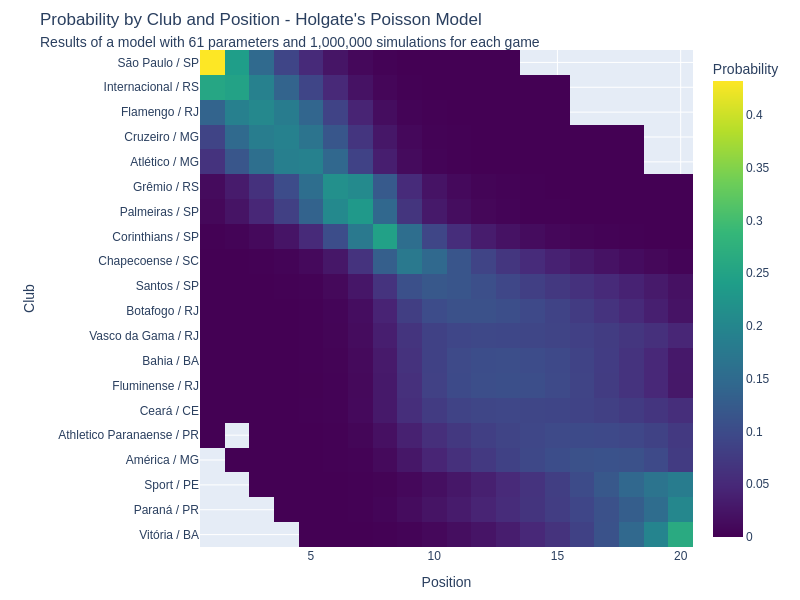 Probability by Club and Position - Holgate's Poisson Model
Results of a model with 61 parameters and 1,000,000 simulations for each game
Probability
São Paulo / SP
Internacional / RS
Flamengo / RJ
Cruzeiro / MG
Atlético / MG
Grêmio / RS
Palmeiras / SP
Corinthians / SP
Chapecoense / SC
Santos / SP
Botafogo / RJ
Vasco da Gama / RJ
Bahia / BA
Fluminense / RJ
Ceará / CE
Athletico Paranaense / PR
América / MG
Sport / PE
Paraná / PR
Vitória / BA
Club
5
10
15
20
Position
0.4
0.35
0.3
0.25
0.2
0.15
0.1
0.05
0